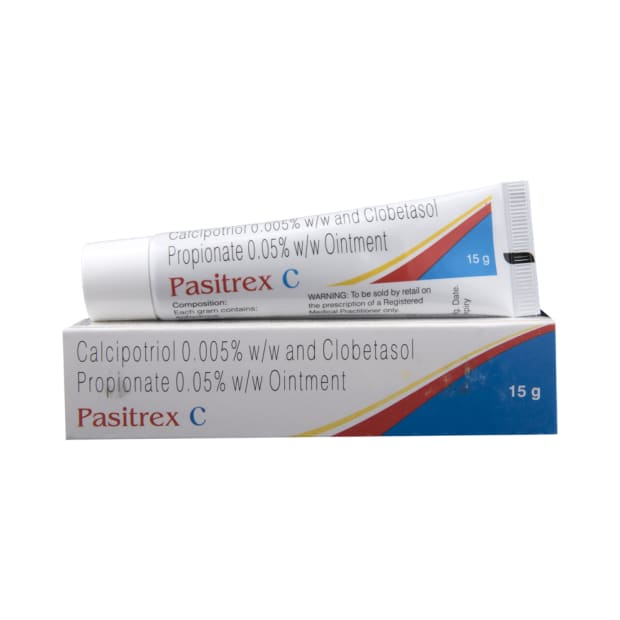 Calcipotriol 0.005% w/w and Clobetasol
Propionate 0.05% w/w Ointment
Pasitrex C
Composition:
Each gram contains:
WARNING: To be sold by retail on
the prescription of a Registered
Medical Practitioner only.
15 g
g. Date.
xpiry
Calcipotriol 0.005% w/w and Clobetasol
Propionate 0.05% w/w Ointment
Pasitrex C
15 g